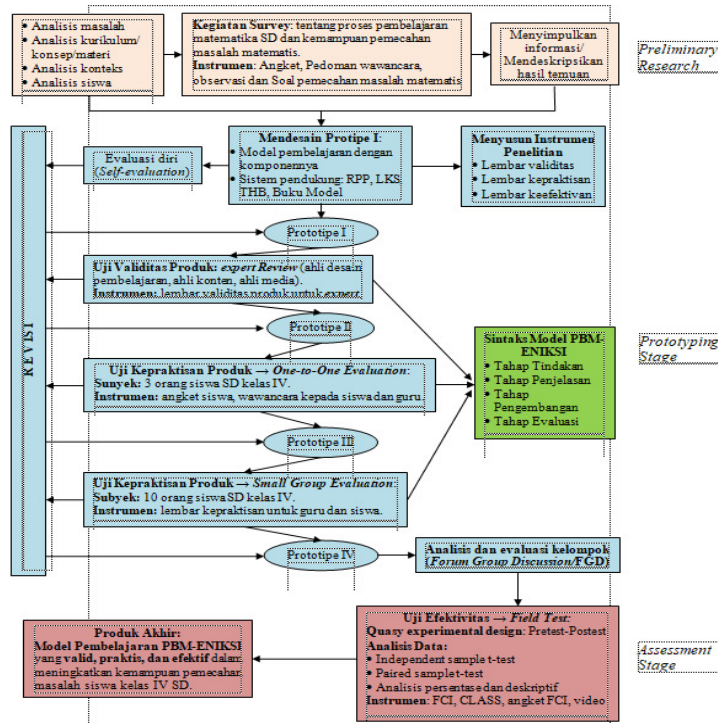 • Analisis masalah
• Analisis kurikulum/
konsep/materi
• Analisis konteks
• Analisis siswa
Kegiatan Survey: tentang proses pembelajaran
matematika SD dan kemampuan pemecahan
masalah matematis.
Instrumen: Angket, Pedoman wawancara,
observasi dan Soal pemecahan masalah matematis
Menyimpulkan
informasi/
Mendeskripsikan
hasil temuan
Preliminary
Research
REVISI
Evaluasi diri
(Self-evaluation)
Mendesain Protipe I:
• Model pembelajaran dengan
komponennya
• Sistem pendukung: RPP, LKS
THB, Buku Model
Menyusun Instrumen
Penelitian
• Lembar validitas
• Lembar kepraktisan
• Lembar keefektivan
Prototipe I
Uji Validitas Produk: expert Review (ahli desain
pembelajaran, ahli konten, ahli media).
Instrumen: lembar validitas produk untuk expert
Prototipe II
Uji Kepraktisan Produk → One-to-One Evaluation:
Sunyek: 3 orang siswa SD kelas IV.
Instrumen: angket siswa, wawancara kepada siswa dan guru.
Sintaks Model PBM-
ENIKSI
• Tahap Tindakan
• Tahap Penjelasan
• Tahap
Pengembangan
• Tahap Evaluasi
Prototyping
Stage
Prototipe III
Uji Kepraktisan Produk → Small Group Evaluation:
Subyek: 10 orang siswa SD kelas IV.
Instrumen: lembar kepraktisan untuk guru dan siswa.
Prototipe IV
Analisis dan evaluasi kelompok
(Forum Group Discussion/FGD)
Produk Akhir:
Model Pembelajaran PBM-ENIKSI
yang valid, praktis, dan efektif dalam
meningkatkan kemampuan pemecahan
masalah siswa kelas IV SD.
Uji Efektivitas → Field Test:
Quasy experimental design: Pretest-Postest
Analisis Data:
• Independent sample t-test
• Paired sample t-test
• Analisis persentase dan deskriptif
Instrumen: FCI, CLASS, angket FCI, video
Assessment
Stage